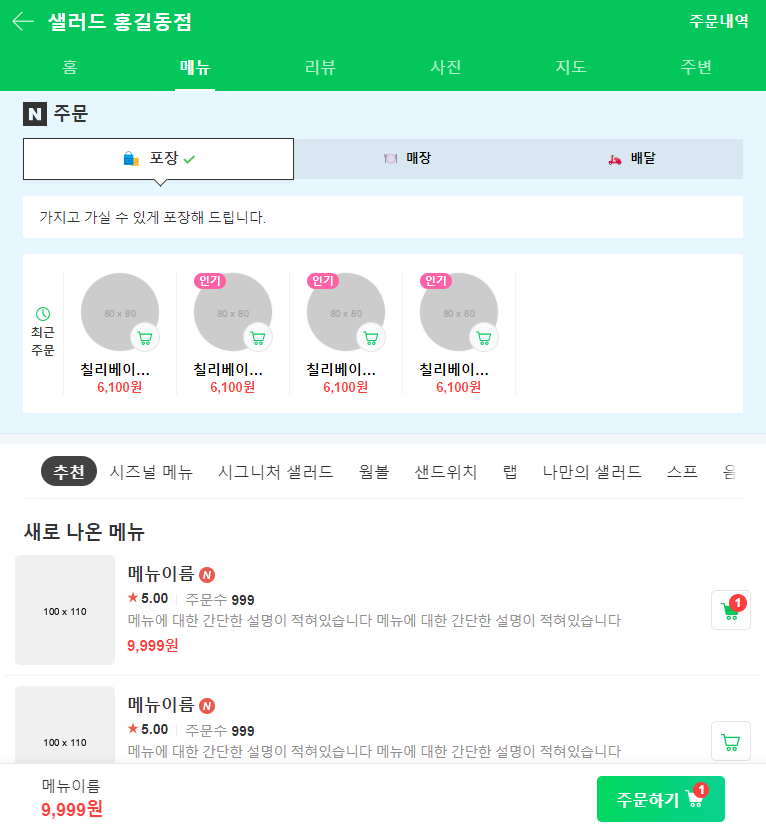 샐러드 홍길동점 주문내역
홈 메뉴 리뷰 사진 지도 주변
N 주문
포장 매장 배달
가지고 가실 수 있게 포장해 드립니다.
인기 인기 인기
80 x 80 80 x 80 80 x 80 80 x 80
최근
주문
칠리베이... 칠리베이... 칠리베이... 칠리베이...
6,100원 6,100원 6,100원 6,100원
추천 시즈널 메뉴 시그니처 샐러드 웜볼 샌드위치 랩 나만의 샐러드 스프
새로 나온 메뉴
메뉴이름 N
100 x 110
★ 5.00 주문수 999
1
메뉴에 대한 간단한 설명이 적혀있습니다 메뉴에 대한 간단한 설명이 적혀있습니다
9,999원
메뉴이름 N
★ 5.00 주문수 999
100 x 110
메뉴에 대한 간단한 설명이 적혀있습니다 메뉴에 대한 간단한 설명이 적혀있습니다
메뉴이름
9,999원
주문하기 1